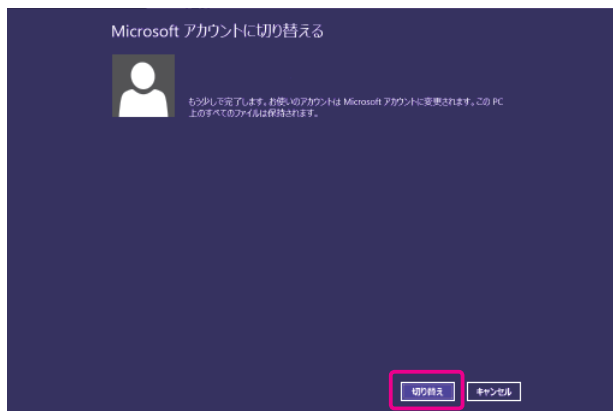 Microsoft アカウントに切り替える
もう少しで完了します。お使いのアカウントは Microsoft アカウントに変更されます。この PC
上のすべてのファイルは保持されます。
切り替え
キャンセル